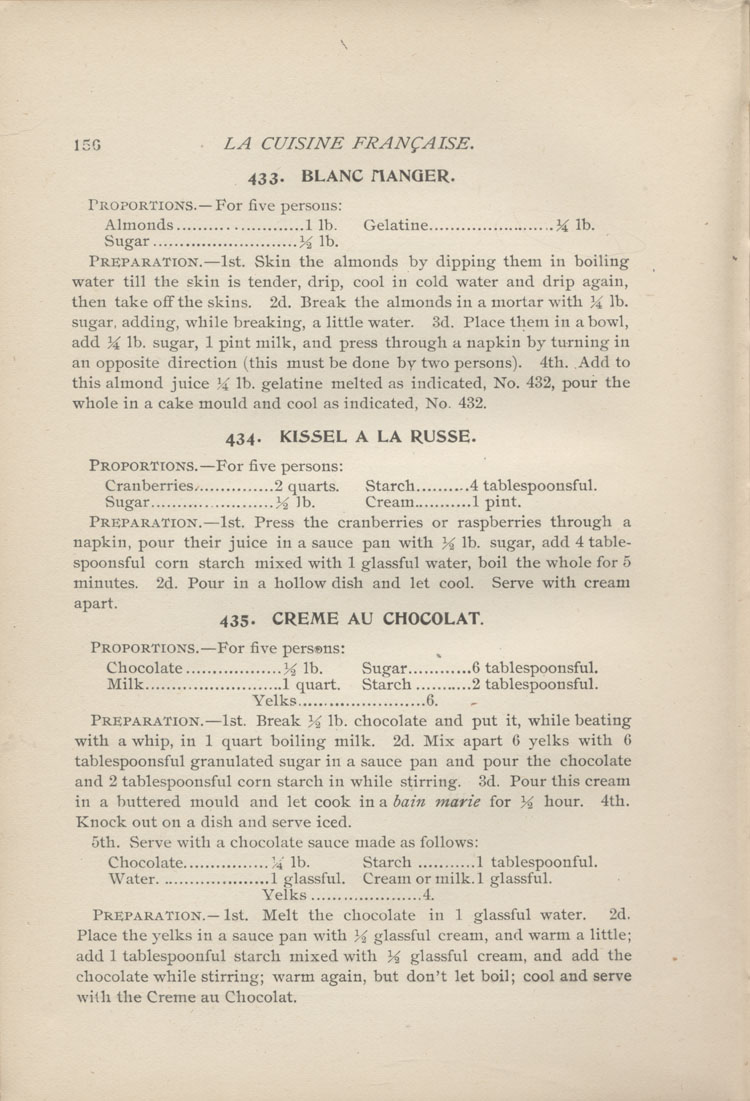 156 LA CUISINE FRANÇAISE.
433. BLANC MANGER.
PROPORTIONS.—For five persons:
Almonds..........................1 lb. Gelatine.........................¼ lb.
Sugar...........................½ lb.
PREPARATION.—1st. Skin the almonds by dipping them in boiling
water till the skin is tender, drip, cool in cold water and drip again,
then take off the skins. 2d. Break the almonds in a mortar with ¼ lb.
sugar, adding, while breaking, a little water. 3d. Place them in a bowl,
add ¼ lb. sugar, 1 pint milk, and press through a napkin by turning in
an opposite direction (this must be done by two persons). 4th. Add to
this almond juice ¼ lb. gelatine melted as indicated, No. 432, pour the
whole in a cake mould and cool as indicated, No. 432.
434. KISSEL A LA RUSSE.
PROPORTIONS.—For five persons:
Cranberries...............2 quarts. Starch..........4 tablespoonsful.
Sugar........................½ lb. Cream...........1 pint.
PREPARATION.—1st. Press the cranberries or raspberries through a
napkin, pour their juice in a sauce pan with ½ lb. sugar, add 4 table-
spoonsful corn starch mixed with 1 glassful water, boil the whole for 5
minutes. 2d. Pour in a hollow dish and let cool. Serve with cream
apart.
435. CREME AU CHOCOLAT.
PROPORTIONS.—For five persons:
Chocolate..................½ lb. Sugar............6 tablespoonsful.
Milk...........................1 quart. Starch...........2 tablespoonsful.
Yelks.........................6.
PREPARATION.—1st. Break ½ lb. chocolate and put it, while beating
with a whip, in 1 quart boiling milk. 2d. Mix apart 6 yelks with 6
tablespoonsful granulated sugar in a sauce pan and pour the chocolate
and 2 tablespoonsful corn starch in while stirring. 3d. Pour this cream
in a buttered mould and let cook in a bain marie for ½ hour. 4th.
Knock out on a dish and serve iced.
5th. Serve with a chocolate sauce made as follows:
Chocolate................¼ lb. Starch...........1 tablespoonful.
Water......................1 glassful. Cream or milk.1 glassful.
Yelks......................4.
PREPARATION.—1st. Melt the chocolate in 1 glassful water. 2d.
Place the yelks in a sauce pan with ½ glassful cream, and warm a little;
add 1 tablespoonful starch mixed with ½ glassful cream, and add the
chocolate while stirring; warm again, but don't let boil; cool and serve
with the Creme au Chocolat.